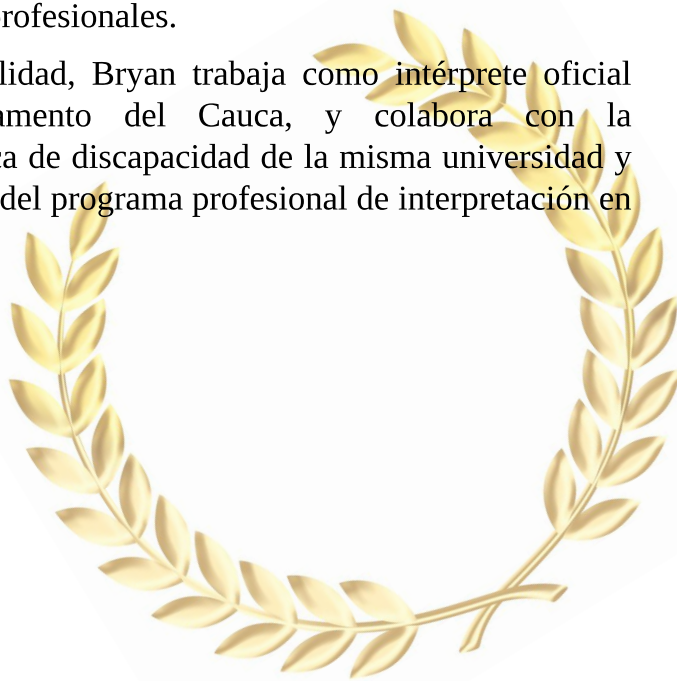 rofesionales.
lidad, Bryan trabaja como intérprete oficial
amento del Cauca, y colabora con la
ca de discapacidad de la misma universidad y
del programa profesional de interpretación en